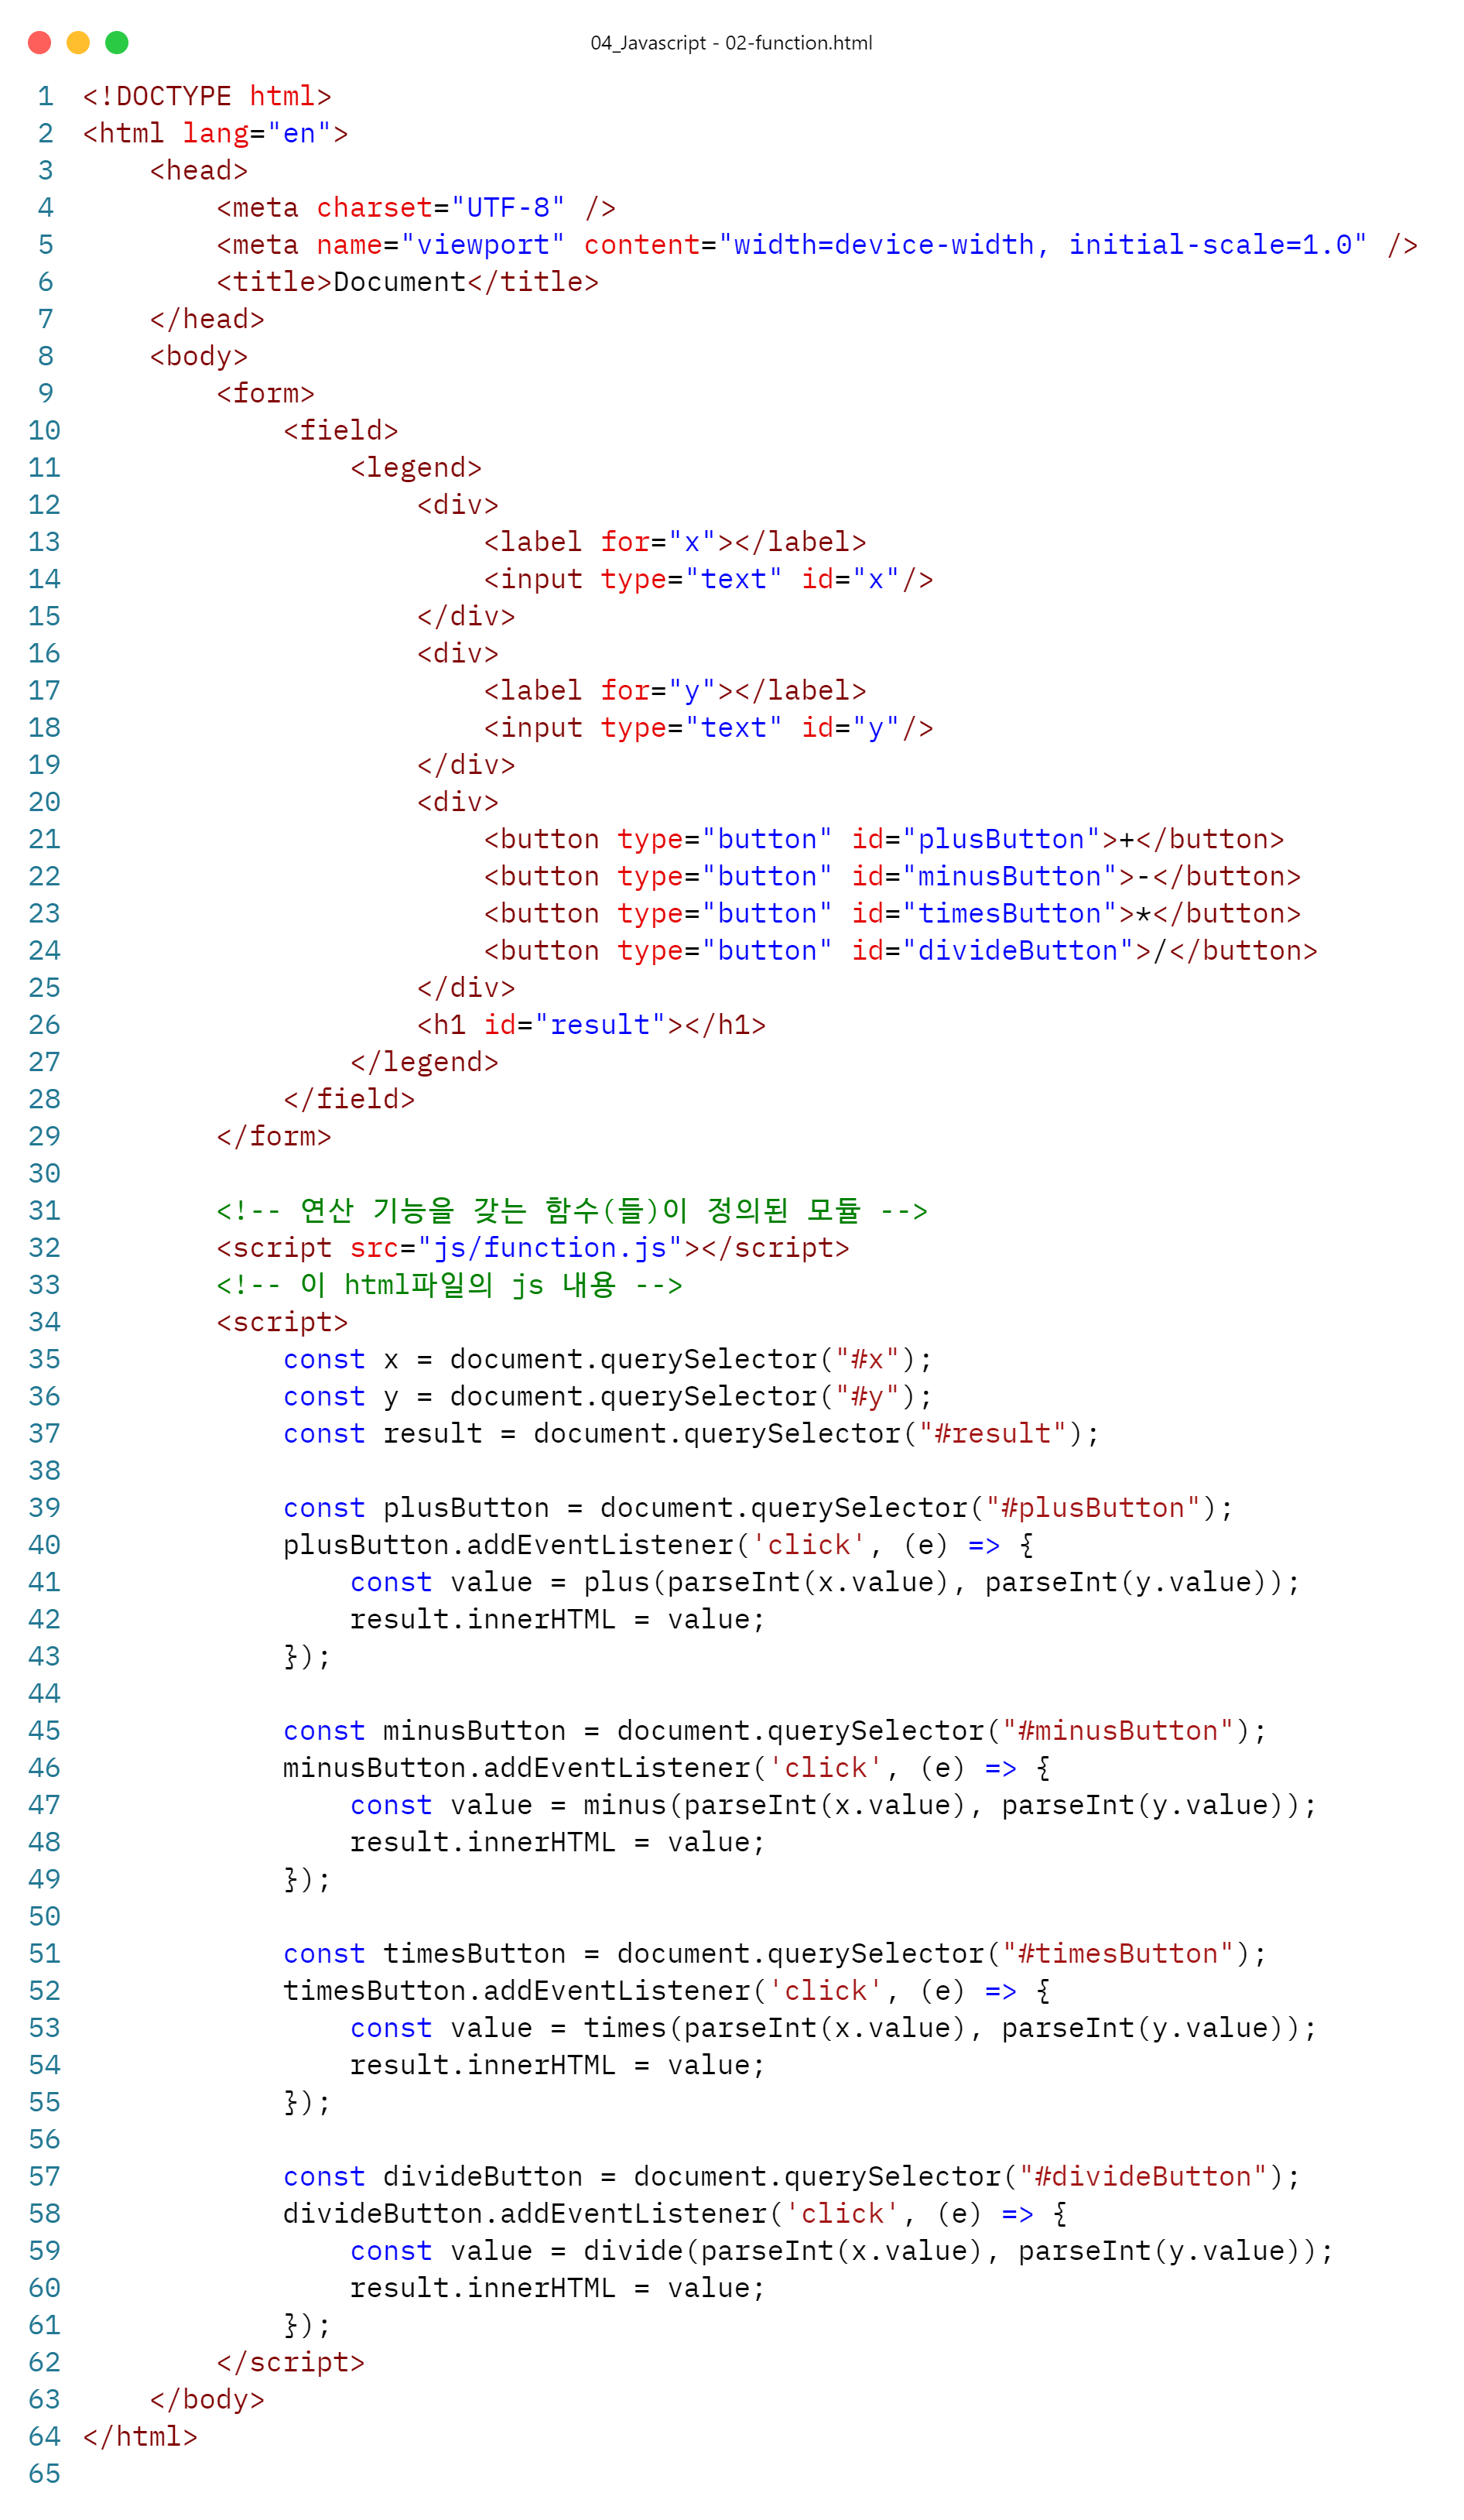 04_Javascript - 02-function.html
1 <!DOCTYPE html>
2 <html lang="en">
3     <head>
4         <meta charset="UTF-8" />
5         <meta name="viewport" content="width=device-width, initial-scale=1.0" />
6         <title>Document</title>
7     </head>
8     <body>
9         <form>
10             <field>
11                 <legend>
12                     <div>
13                         <label for="x"></label>
14                         <input type="text" id="x"/>
15                     </div>
16                     <div>
17                         <label for="y"></label>
18                         <input type="text" id="y"/>
19                     </div>
20                     <div>
21                         <button type="button" id="plusButton">+</button>
22                         <button type="button" id="minusButton">-</button>
23                         <button type="button" id="timesButton">*</button>
24                         <button type="button" id="divideButton">/</button>
25                     </div>
26                     <h1 id="result"></h1>
27                 </legend>
28             </field>
29         </form>
30
31         <!-- 연산 기능을 갖는 함수(들)이 정의된 모듈 -->
32         <script src="js/function.js"></script>
33         <!-- 이 html파일의 js 내용 -->
34         <script>
35             const x = document.querySelector("#x");
36             const y = document.querySelector("#y");
37             const result = document.querySelector("#result");
38
39             const plusButton = document.querySelector("#plusButton");
40             plusButton.addEventListener('click', (e) => {
41                 const value = plus(parseInt(x.value), parseInt(y.value));
42                 result.innerHTML = value;
43             });
44
45             const minusButton = document.querySelector("#minusButton");
46             minusButton.addEventListener('click', (e) => {
47                 const value = minus(parseInt(x.value), parseInt(y.value));
48                 result.innerHTML = value;
49             });
50
51             const timesButton = document.querySelector("#timesButton");
52             timesButton.addEventListener('click', (e) => {
53                 const value = times(parseInt(x.value), parseInt(y.value));
54                 result.innerHTML = value;
55             });
56
57             const divideButton = document.querySelector("#divideButton");
58             divideButton.addEventListener('click', (e) => {
59                 const value = divide(parseInt(x.value), parseInt(y.value));
60                 result.innerHTML = value;
61             });
62         </script>
63     </body>
64 </html>
65